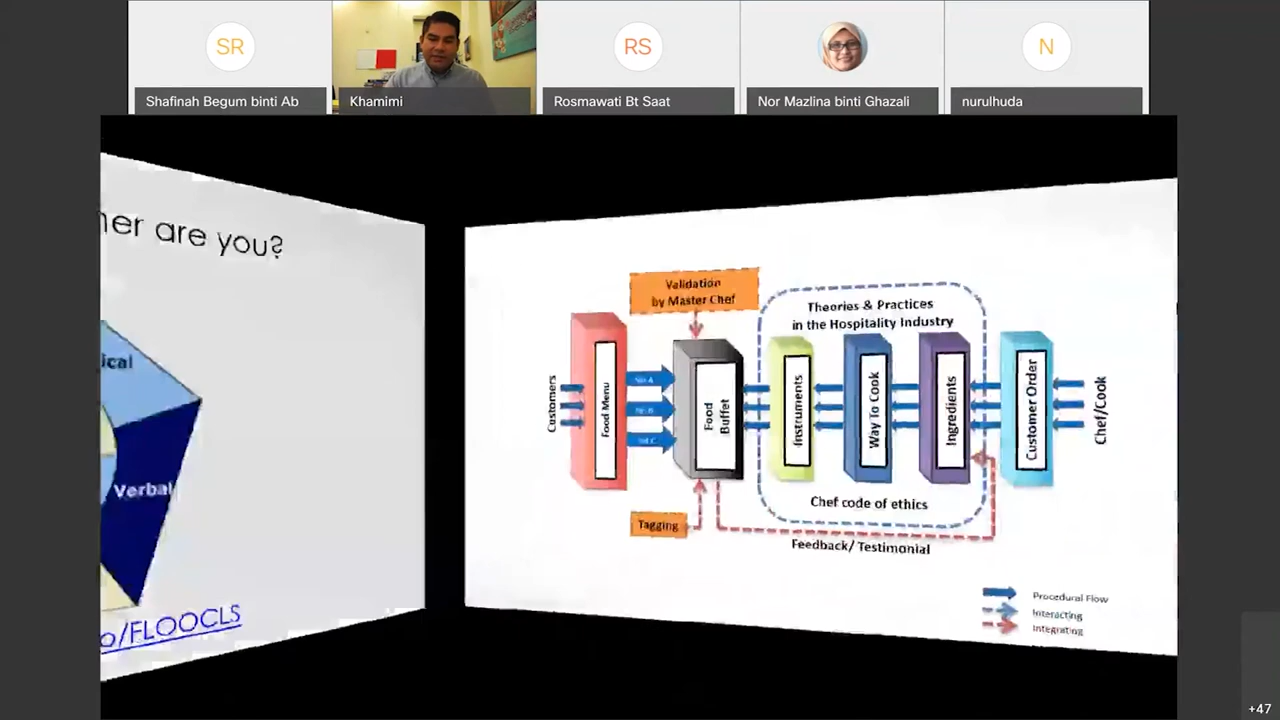 SR
RS
N
Shafinah Begum binti Ab
Khamimi
Rosmawati Bt Saat
Nor Mazlina binti Ghazali
nurulhuda
her are you?
ical
Verbal
o/FLOOCLS
Validation
by Master Chef
Theories & Practices
in the Hospitality Industry
Customers
Food Menu
Set A
Set B
Set C
Food
Buffet
Instruments
Way To Cook
Ingredients
Customer Order
Chef/Cook
Chef code of ethics
Tagging
Feedback/ Testimonial
Procedural Flow
Interacting
Integrating
+47